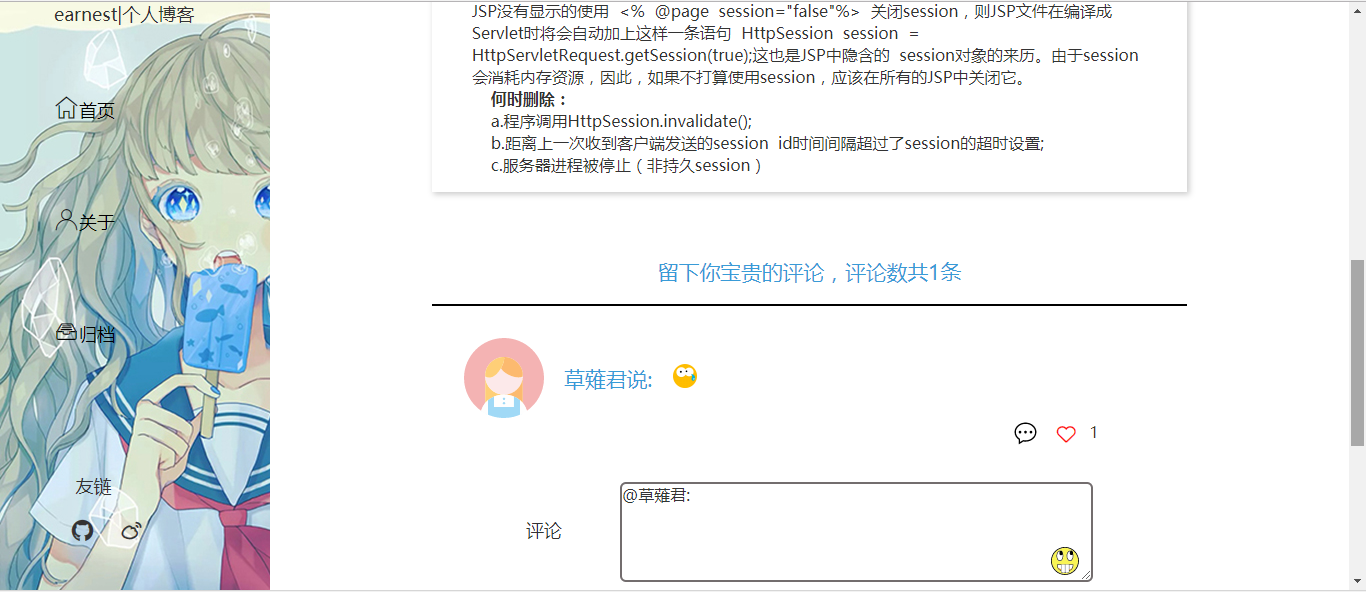 earnest|个人博客
首页
关于
归档
友链
JSP没有显示的使用 <% @page session="false"%> 关闭session，则JSP文件在编译成
Servlet时将会自动加上这样一条语句 HttpSession session =
HttpServletRequest.getSession(true);这也是JSP中隐含的 session对象的来历。由于session
会消耗内存资源，因此，如果不打算使用session，应该在所有的JSP中关闭它。
何时删除：
a.程序调用HttpSession.invalidate();
b.距离上一次收到客户端发送的session id时间间隔超过了session的超时设置;
c.服务器进程被停止（非持久session）
留下你宝贵的评论，评论数共1条
草薙君说:
1
评论
@草薙君: